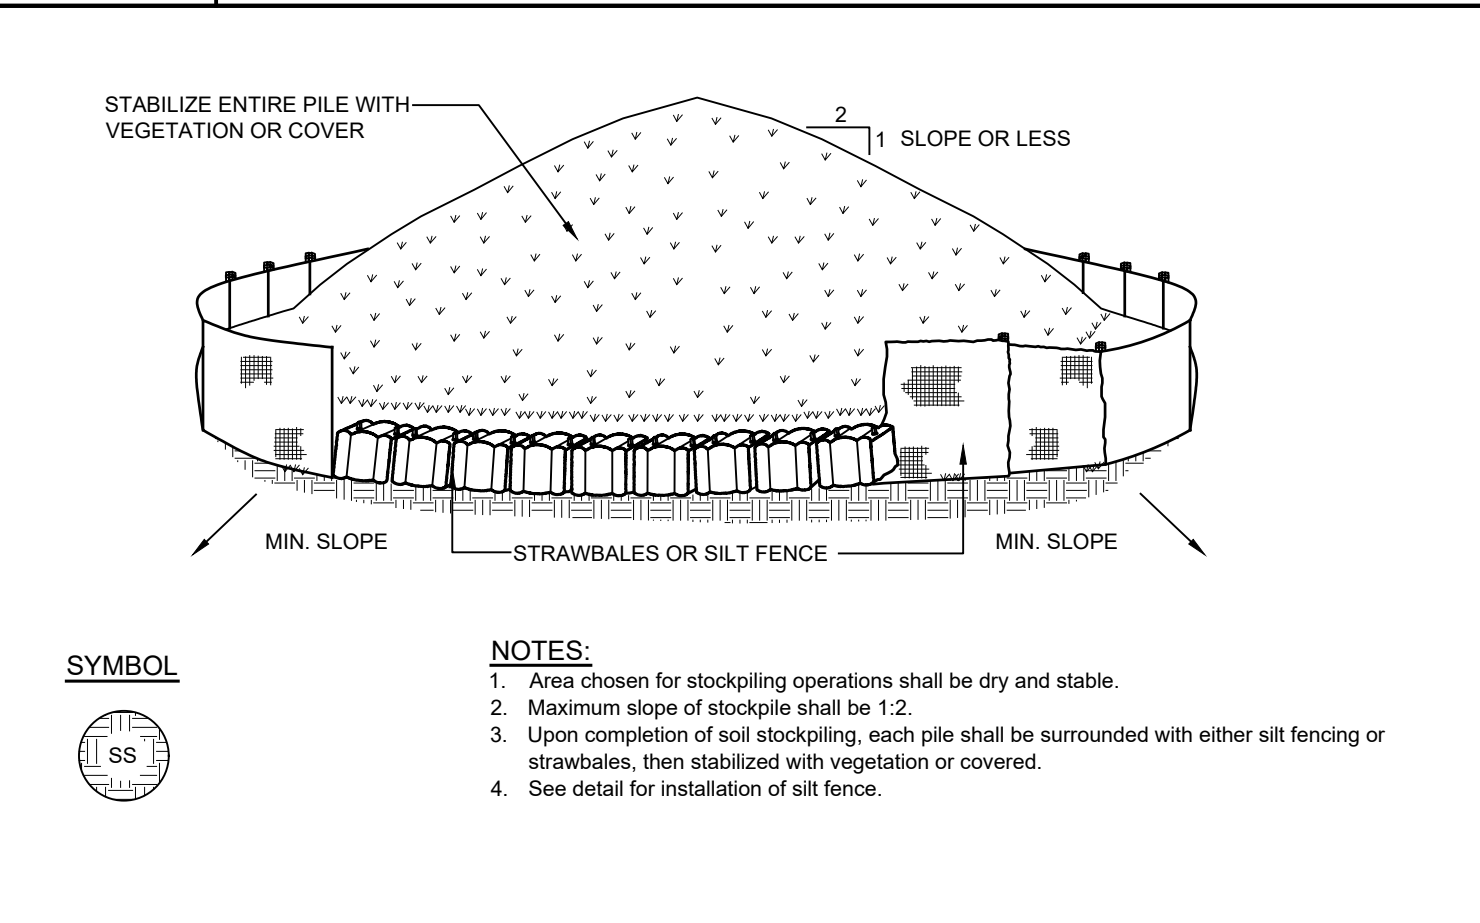 STABILIZE ENTIRE PILE WITH
VEGETATION OR COVER
2
1 SLOPE OR LESS
MIN. SLOPE
STRAWBALES OR SILT FENCE
MIN. SLOPE
SYMBOL
SS
NOTES:
1. Area chosen for stockpiling operations shall be dry and stable.
2. Maximum slope of stockpile shall be 1:2.
3. Upon completion of soil stockpiling, each pile shall be surrounded with either silt fencing or
strawbales, then stabilized with vegetation or covered.
4. See detail for installation of silt fence.